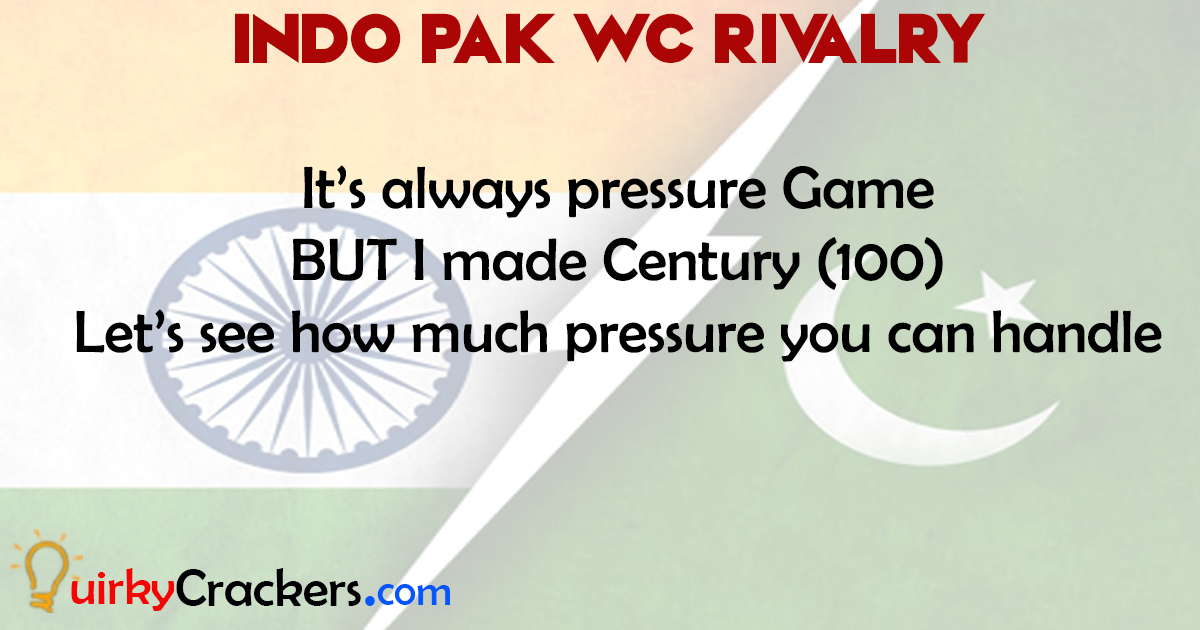 INDO PAK WC RIVALRY
It's always pressure Game
BUT I made Century (100)
Let's see how much pressure you can handle
QuirkyCrackers.com